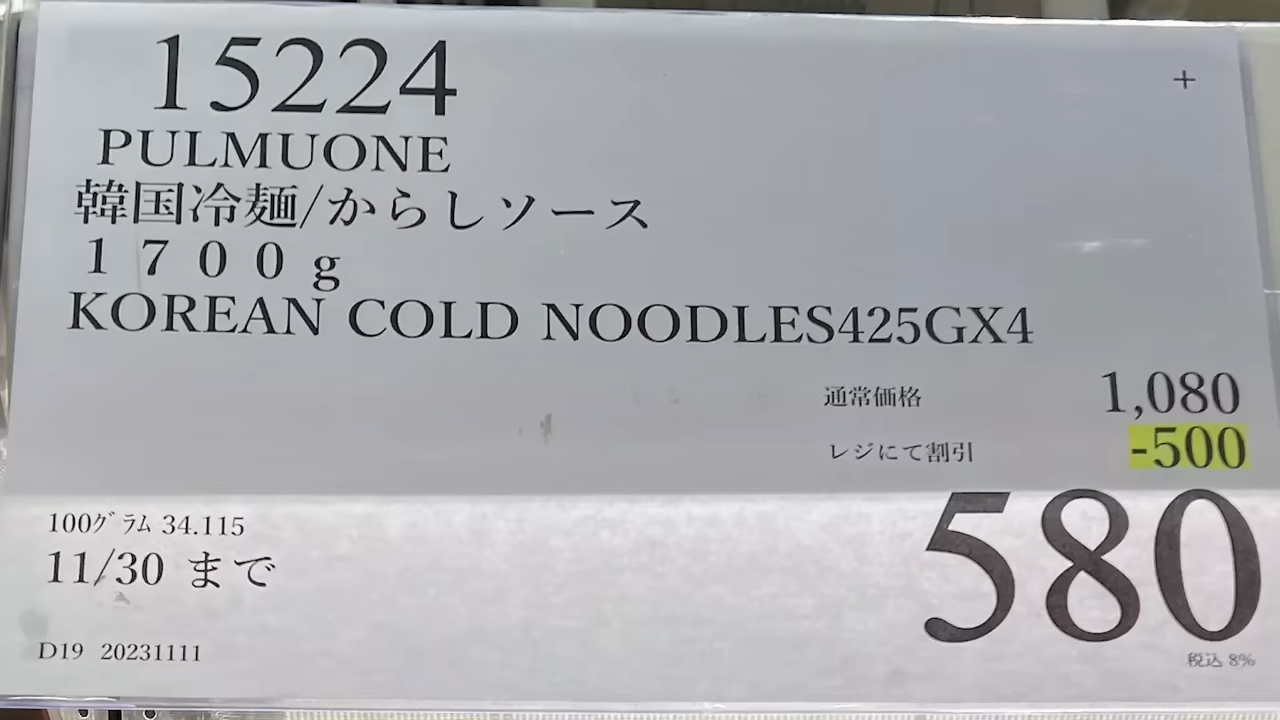 15224
+
PULMUONE
韓国冷麺/からしソース
１７００g
KOREAN COLD NOODLES425GX4
通常価格 1,080
レジにて割引 -500
580
税込 8%
100ｸﾞﾗﾑ 34.115
11/30 まで
D19 20231111